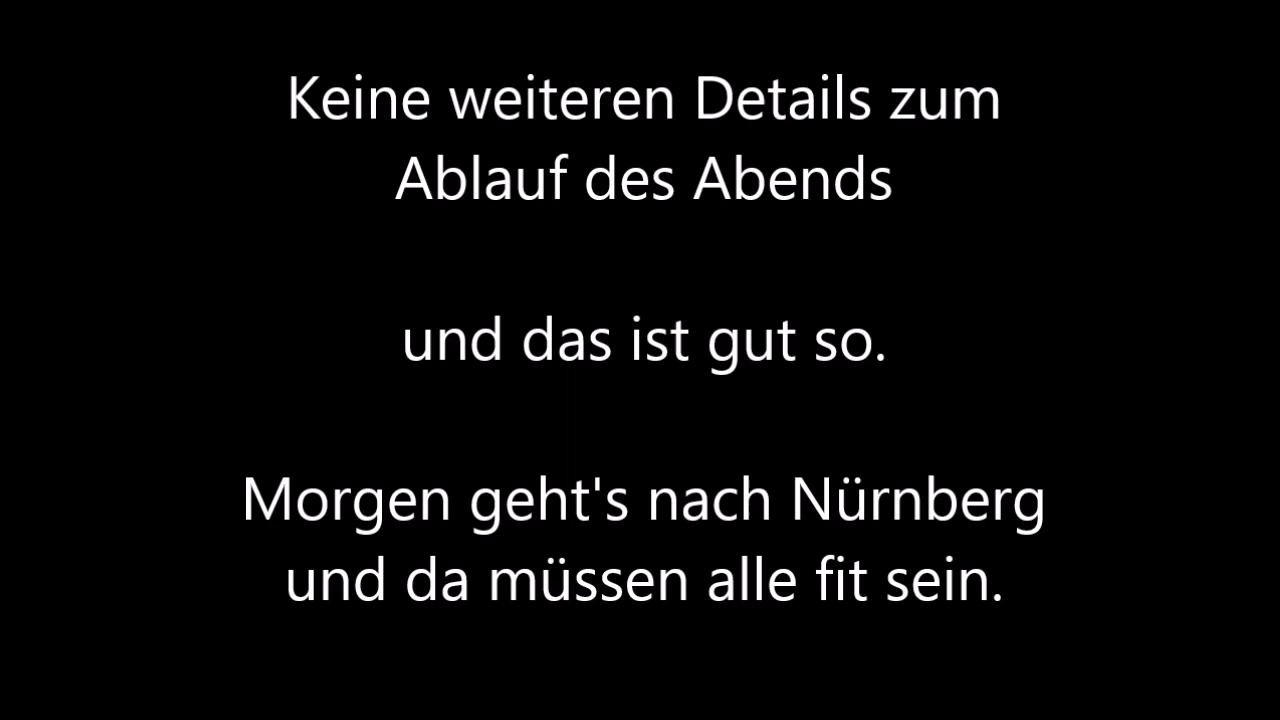 Keine weiteren Details zum
Ablauf des Abends
und das ist gut so.
Morgen geht's nach Nürnberg
und da müssen alle fit sein.